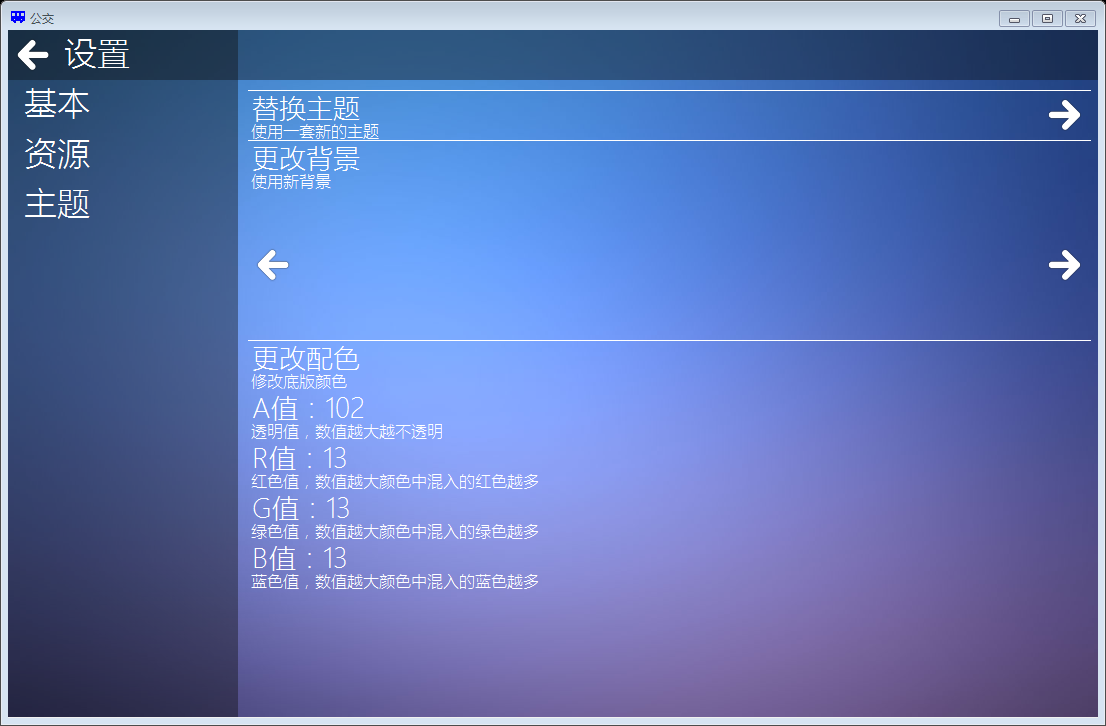 公交
设置
基本
资源
主题
替换主题
使用一套新的主题
更改背景
使用新背景
更改配色
修改底版颜色
A值：102
透明值，数值越大越不透明
R值：13
红色值，数值越大颜色中混入的红色越多
G值：13
绿色值，数值越大颜色中混入的绿色越多
B值：13
蓝色值，数值越大颜色中混入的蓝色越多